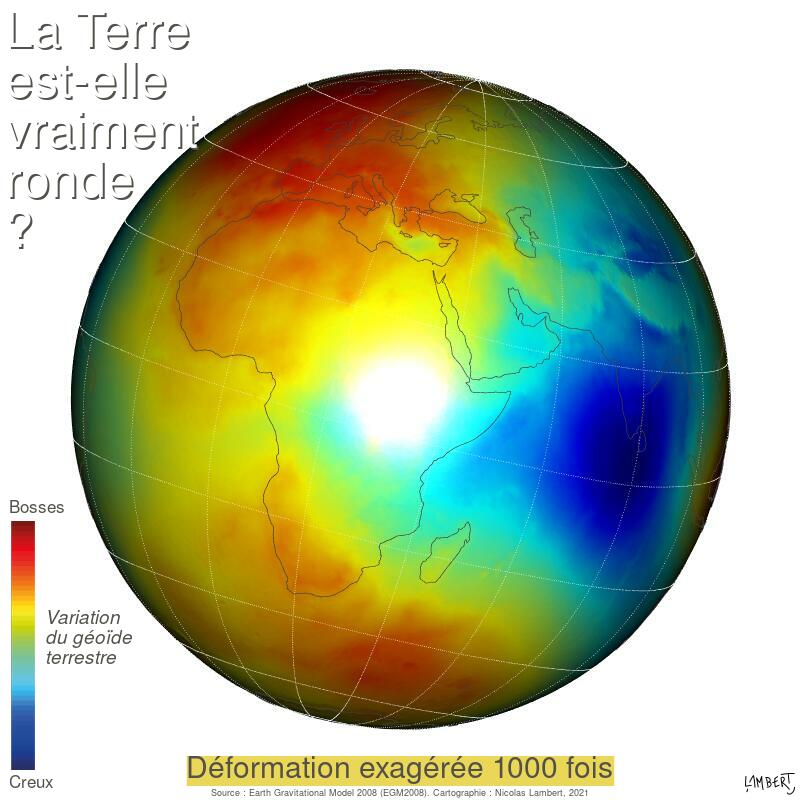 La Terre
est-elle
vraiment
ronde
?
Bosses
Variation
du géoïde
terrestre
Creux
Déformation exagérée 1000 fois
Source : Earth Gravitational Model 2008 (EGM2008). Cartographie : Nicolas Lambert, 2021
LAMBERT